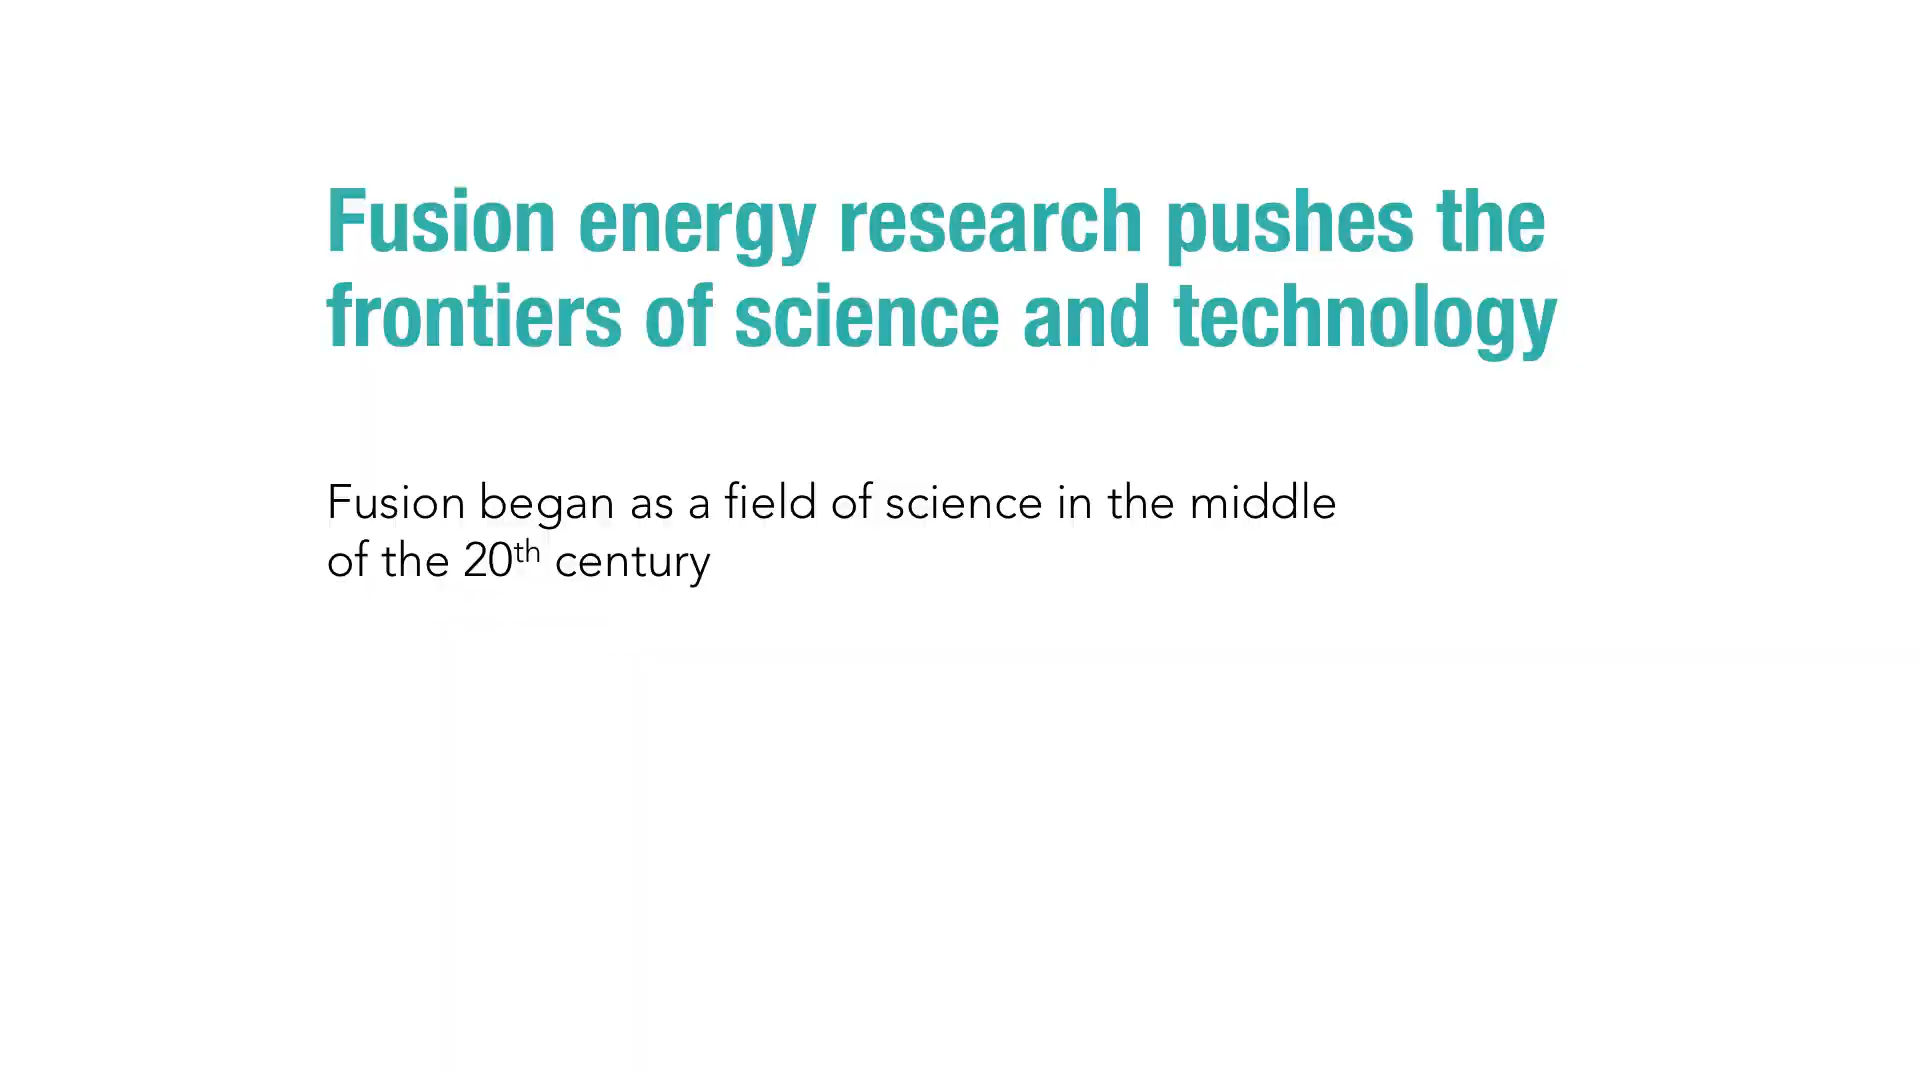 Fusion energy research pushes the
frontiers of science and technology
Fusion began as a field of science in the middle
of the 20th century